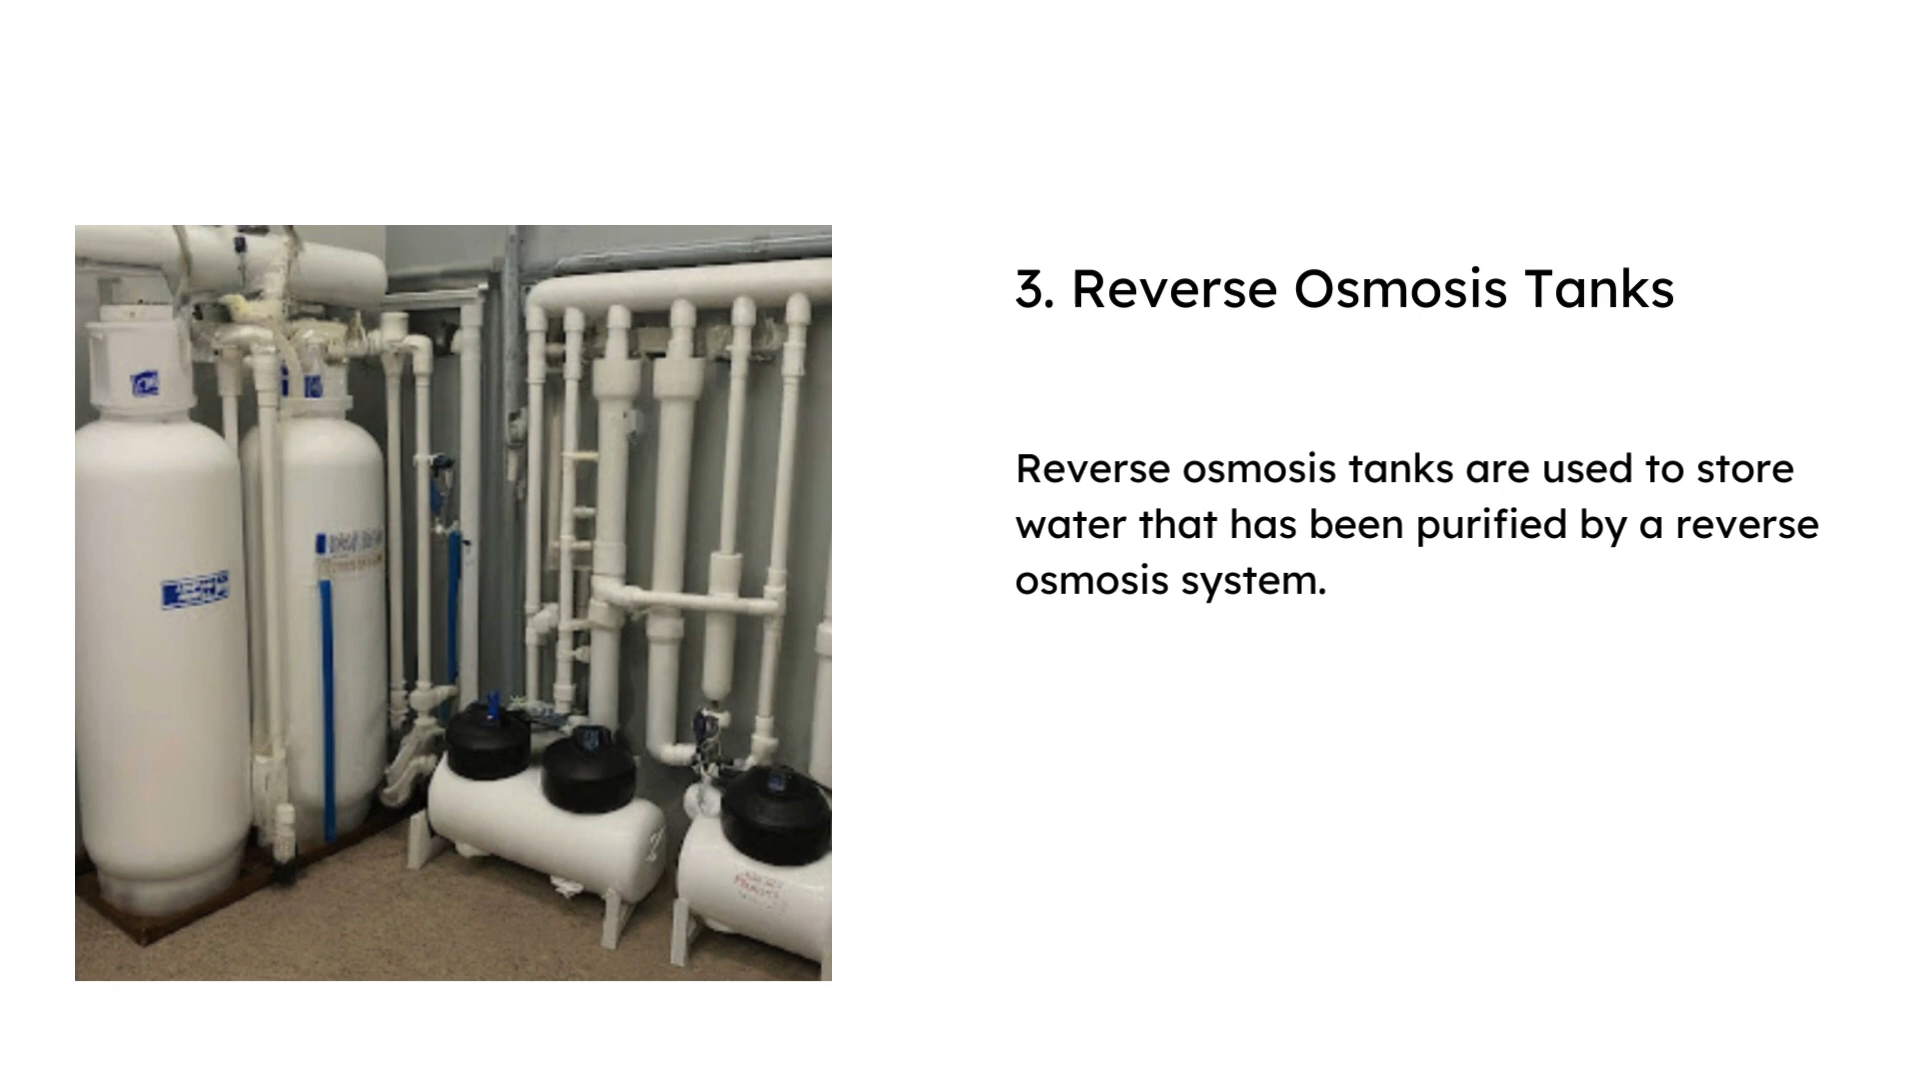 3. Reverse Osmosis Tanks
Reverse osmosis tanks are used to store
water that has been purified by a reverse
osmosis system.